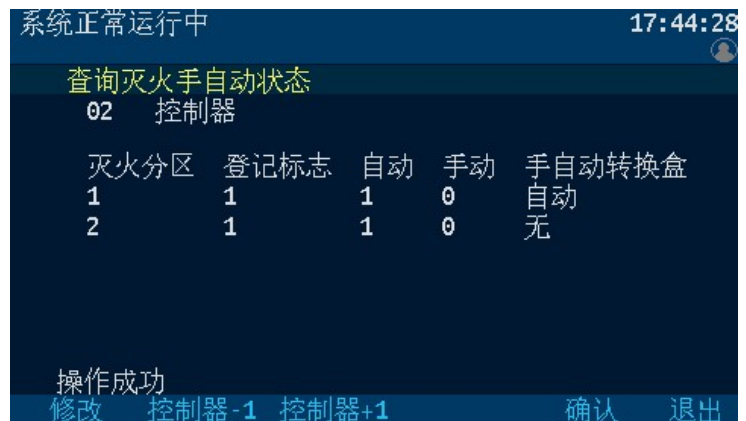 系统正常运行中 17:44:28
查询灭火手自动状态
02 控制器
灭火分区 登记标志 自动 手动 手自动转换盒
1 1 1 0 自动
2 1 1 0 无
操作成功
修改 控制器-1 控制器+1 确认 退出